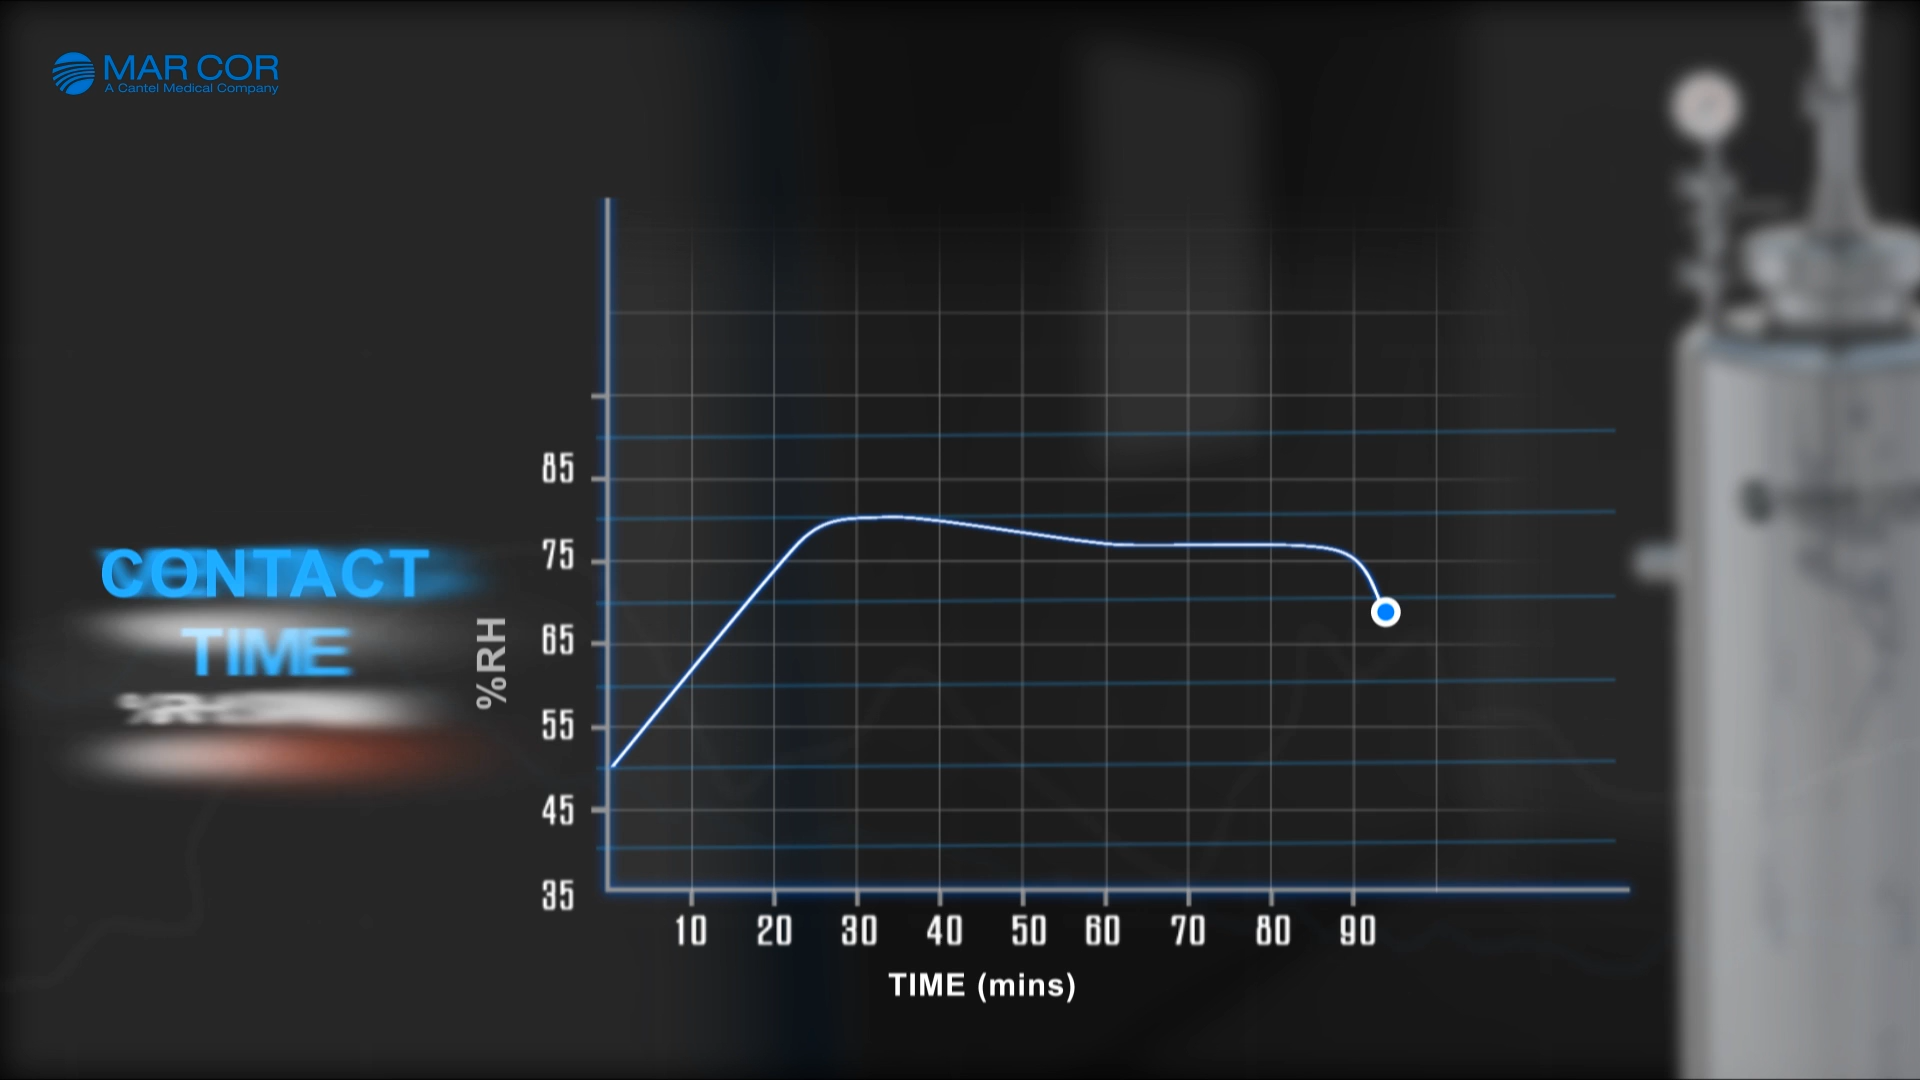 MAR COR
A Cantel Medical Company
CONTACT
TIME
%RH
85
75
65
55
45
35
10 20 30 40 50 60 70 80 90
TIME (mins)